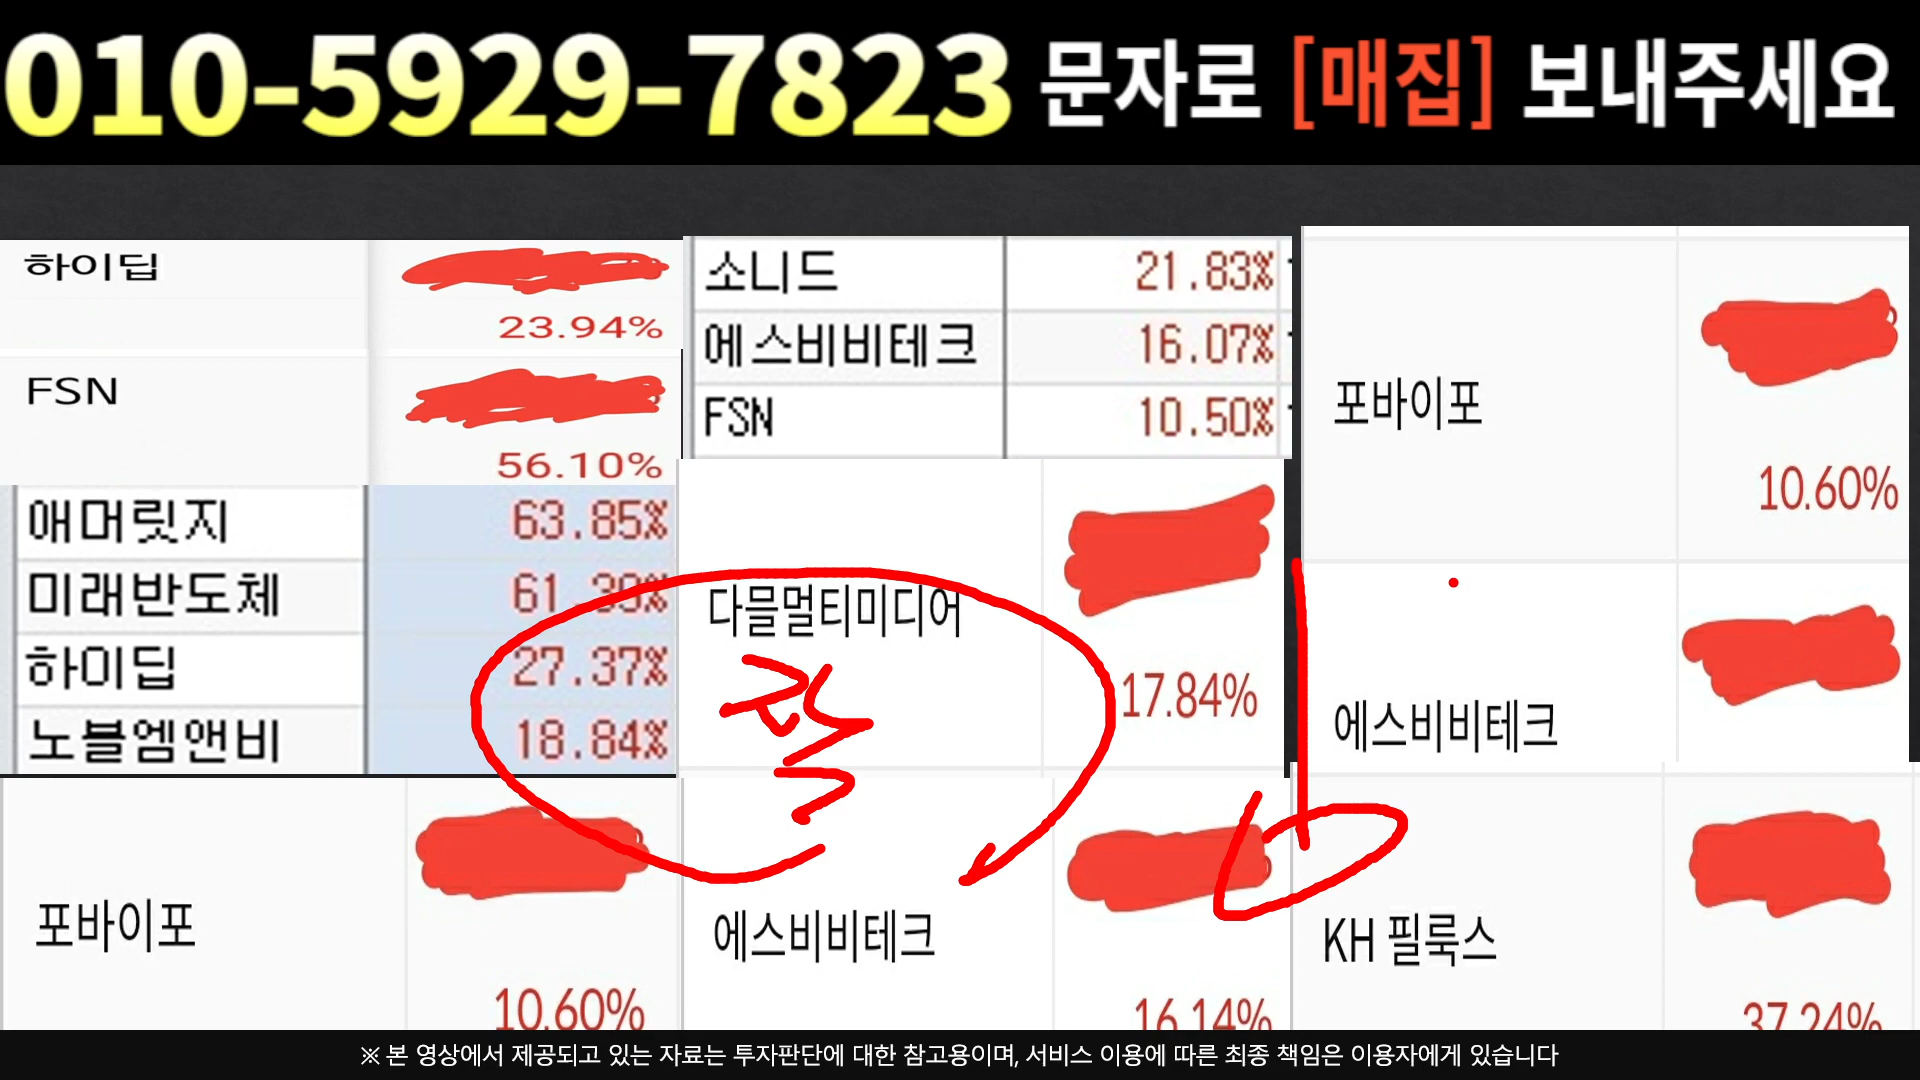 010-5929-7823 문자로 [매집] 보내주세요
하이딥
23.94%
FSN
56.10%
애머릿지 63.85%
미래반도체 61.39%
하이딥 27.37%
노블엠앤비 18.84%
소니드 21.83%
에스비비테크 16.07%
FSN 10.50%
다믈멀티미디어
17.84%
포바이포
10.60%
에스비비테크
포바이포
10.60%
에스비비테크
16.14%
KH 필룩스
37.24%
※ 본 영상에서 제공되고 있는 자료는 투자판단에 대한 참고용이며, 서비스 이용에 따른 최종 책임은 이용자에게 있습니다